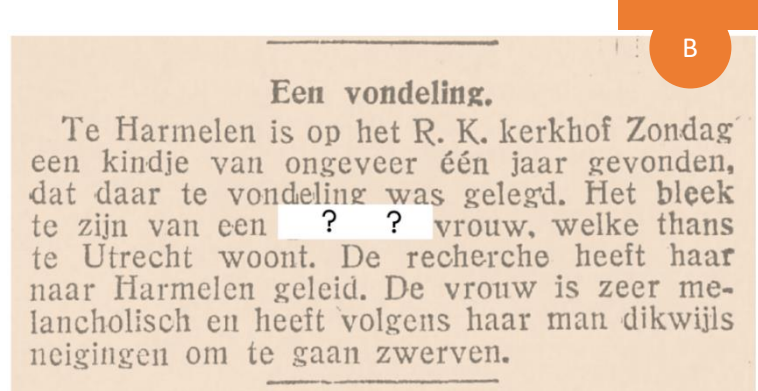 B
Een vondeling.
Te Harmelen is op het R. K. kerkhof Zondag
een kindje van ongeveer één jaar gevonden,
dat daar te vondeling was gelegd. Het bleek
te zijn van een ? ? vrouw, welke thans
te Utrecht woont. De recherche heeft haar
naar Harmelen geleid. De vrouw is zeer me-
lancholisch en heeft volgens haar man dikwijls
neigingen om te gaan zwerven.